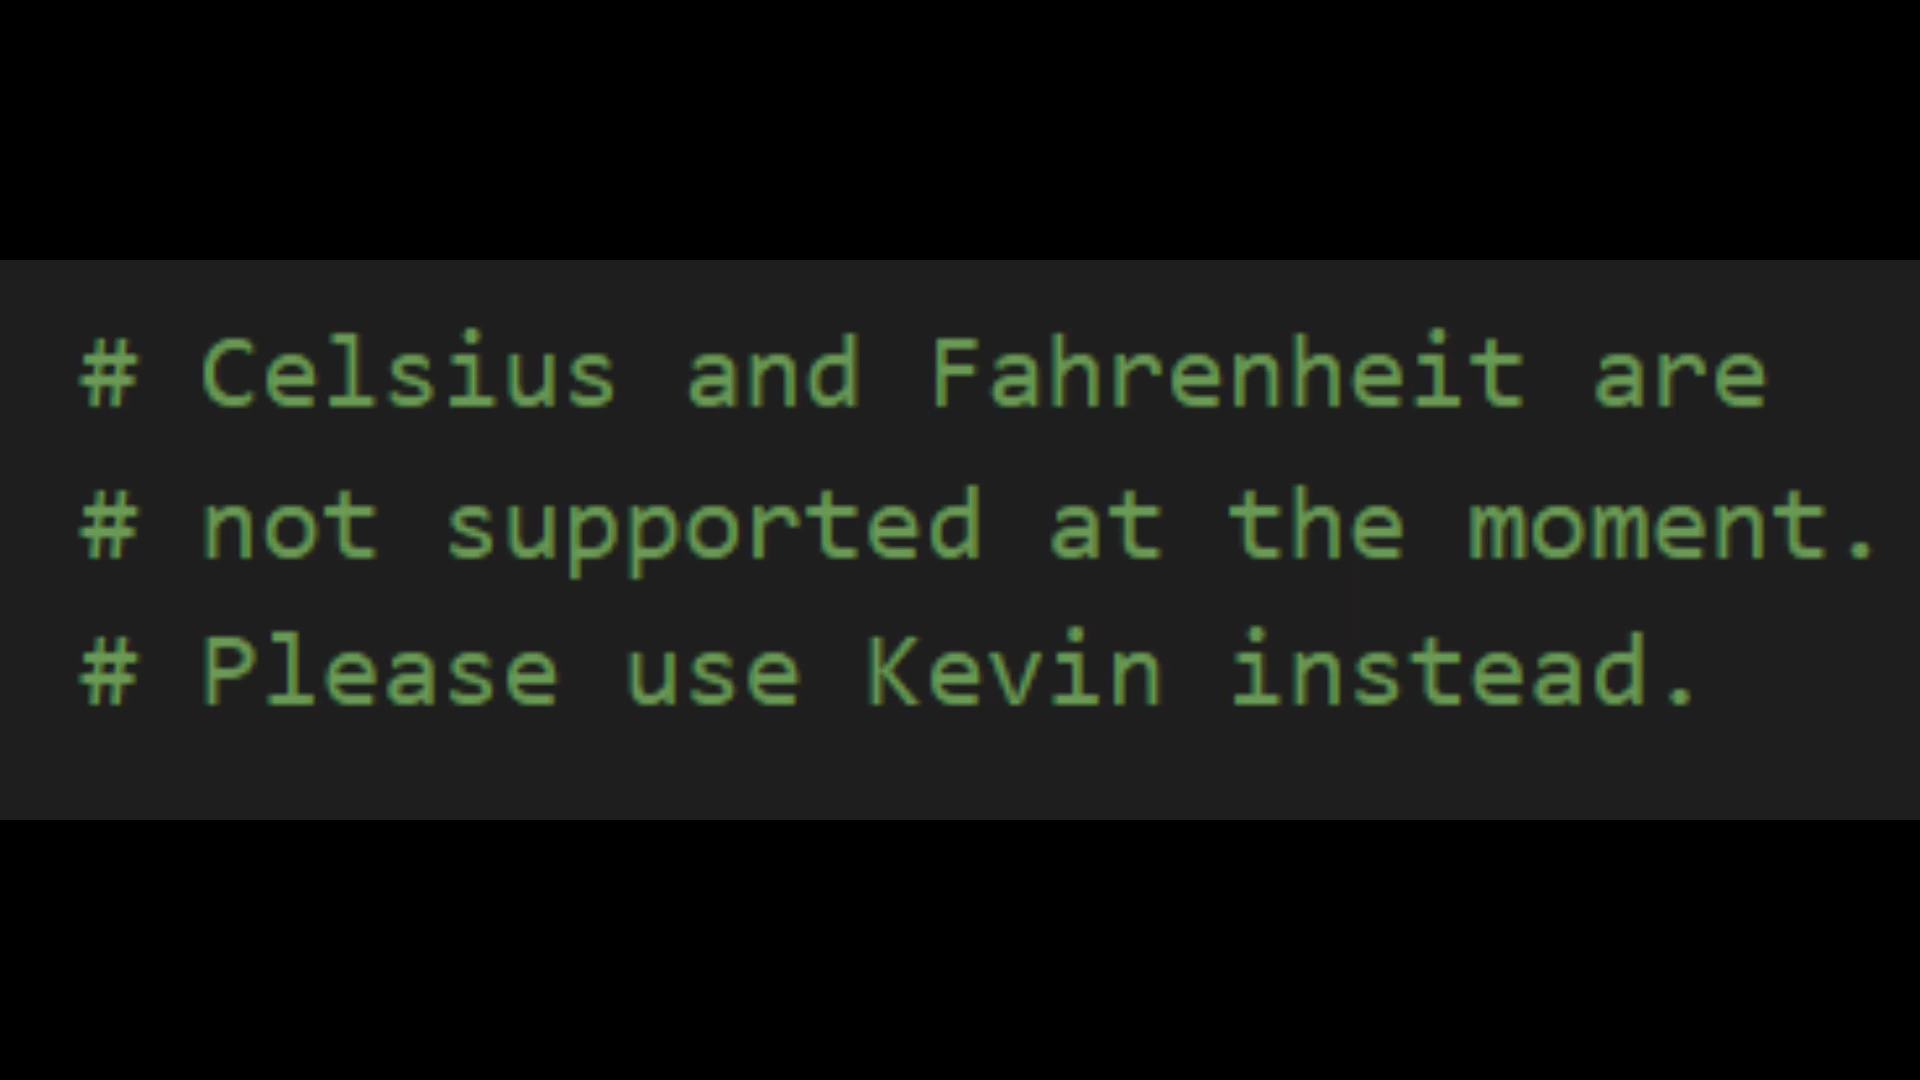 # Celsius and Fahrenheit are
# not supported at the moment.
# Please use Kevin instead.